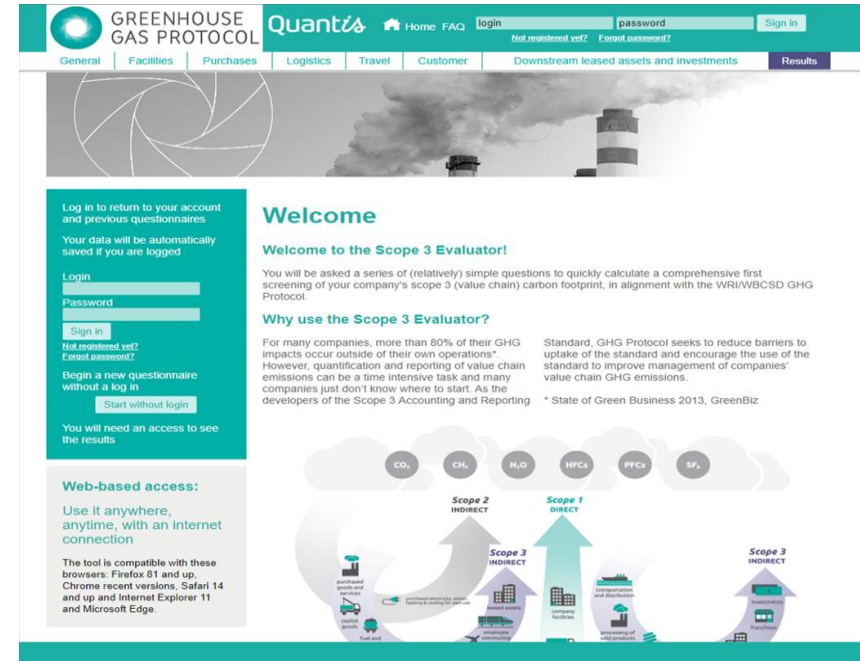 GREENHOUSE
GAS PROTOCOL
Quantis
Home FAQ
login
password
Sign in
Not registered yet?
Forgot password?
General
Facilities
Purchases
Logistics
Travel
Customer
Downstream leased assets and investments
Results
Log in to return to your account
and previous questionnaires
Your data will be automatically
saved if you are logged
Login
Password
Sign in
Not registered yet?
Forgot password?
Begin a new questionnaire
without a log in
Start without login
You will need an access to see
the results
Web-based access:
Use it anywhere,
anytime, with an internet
connection
The tool is compatible with these
browsers: Firefox 81 and up,
Chrome recent versions, Safari 14
and up and Internet Explorer 11
and Microsoft Edge.
Welcome
Welcome to the Scope 3 Evaluator!
You will be asked a series of (relatively) simple questions to quickly calculate a comprehensive first
screening of your company's scope 3 (value chain) carbon footprint, in alignment with the WRI/WBCSD GHG
Protocol.
Why use the Scope 3 Evaluator?
For many companies, more than 80% of their GHG
impacts occur outside of their own operations*.
However, quantification and reporting of value chain
emissions can be a time intensive task and many
companies just don't know where to start. As the
developers of the Scope 3 Accounting and Reporting
Standard, GHG Protocol seeks to reduce barriers to
uptake of the standard and encourage the use of the
standard to improve management of companies'
value chain GHG emissions.
* State of Green Business 2013, GreenBiz
CO₂
CH₄
N₂O
HFCs
PFCs
SF₆
Scope 2
INDIRECT
Scope 1
DIRECT
Scope 3
INDIRECT
Scope 3
INDIRECT
purchased
goods and
services
capital
goods
fuel and
purchased electricity, steam,
heating & cooling for own use
leased assets
employee
commuting
company
facilities
transportation
and distribution
processing of
sold products
investments
franchises